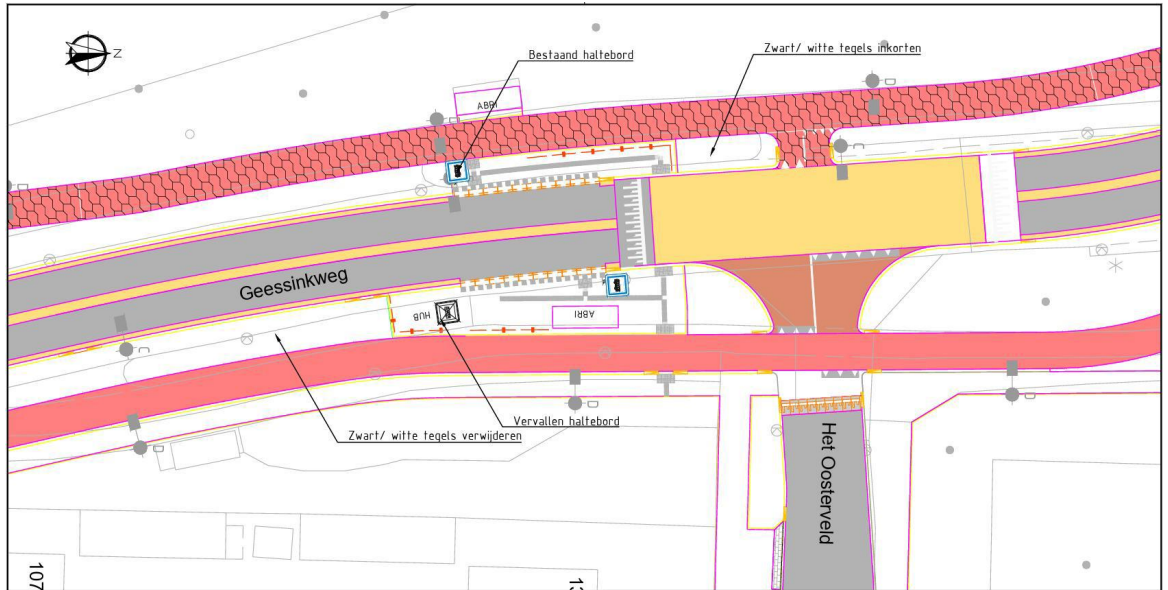 N
Bestaand haltebord
Zwart/ witte tegels inkorten
ABRI
Geessinkweg
HUB
ABRI
Vervallen haltebord
Zwart/ witte tegels verwijderen
Het Oosterveld
107